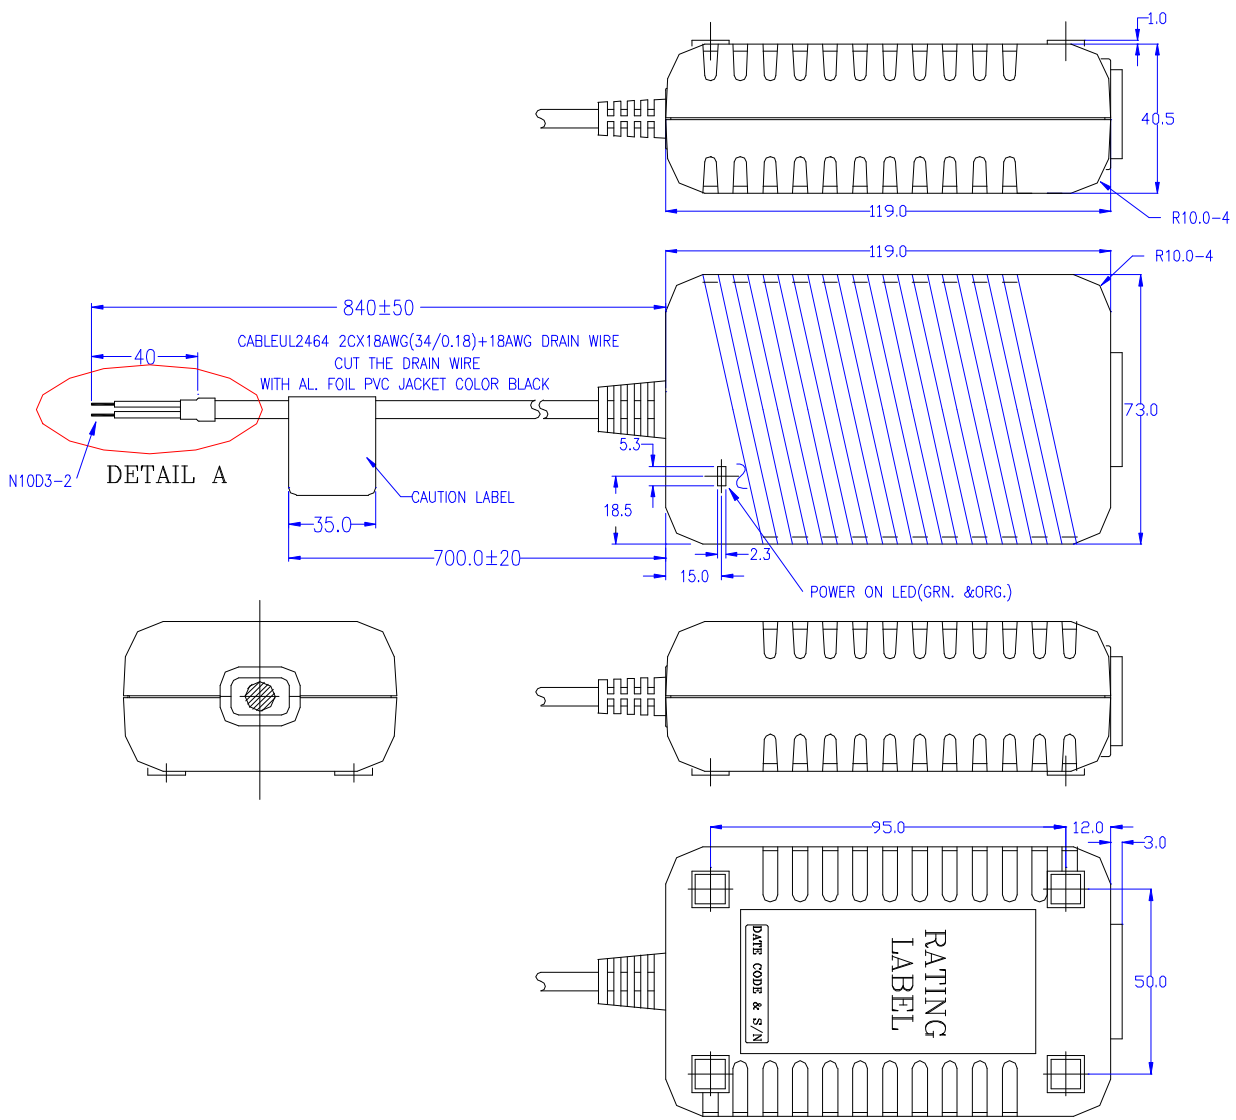 1.0
40.5
119.0
R10.0-4
119.0
R10.0-4
840±50
CABLEUL2464 2CX18AWG(34/0.18)+18AWG DRAIN WIRE
CUT THE DRAIN WIRE
WITH AL. FOIL PVC JACKET COLOR BLACK
40
73.0
N10D3-2
DETAIL A
5.3
CAUTION LABEL
18.5
35.0
700.0±20
2.3
15.0
POWER ON LED(GRN. &ORG.)
95.0
12.0
3.0
RATING
LABEL
DATE CODE & S/N
50.0